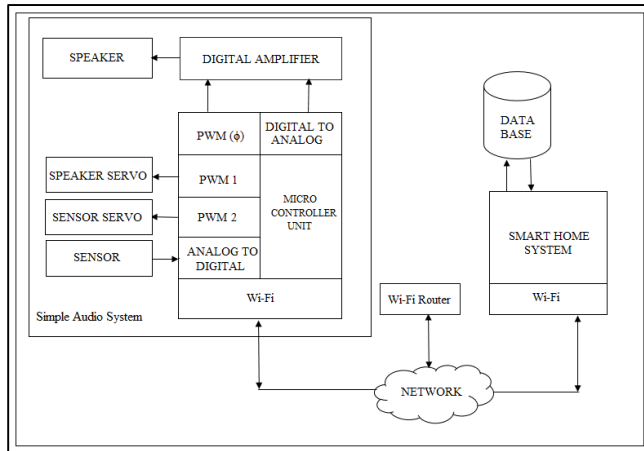 SPEAKER
DIGITAL AMPLIFIER
PWM (ϕ)
DIGITAL TO
ANALOG
SPEAKER SERVO
PWM 1
SENSOR SERVO
PWM 2
MICRO
CONTROLLER
UNIT
SENSOR
ANALOG TO
DIGITAL
Wi-Fi
Simple Audio System
DATA
BASE
SMART HOME
SYSTEM
Wi-Fi
Wi-Fi Router
NETWORK